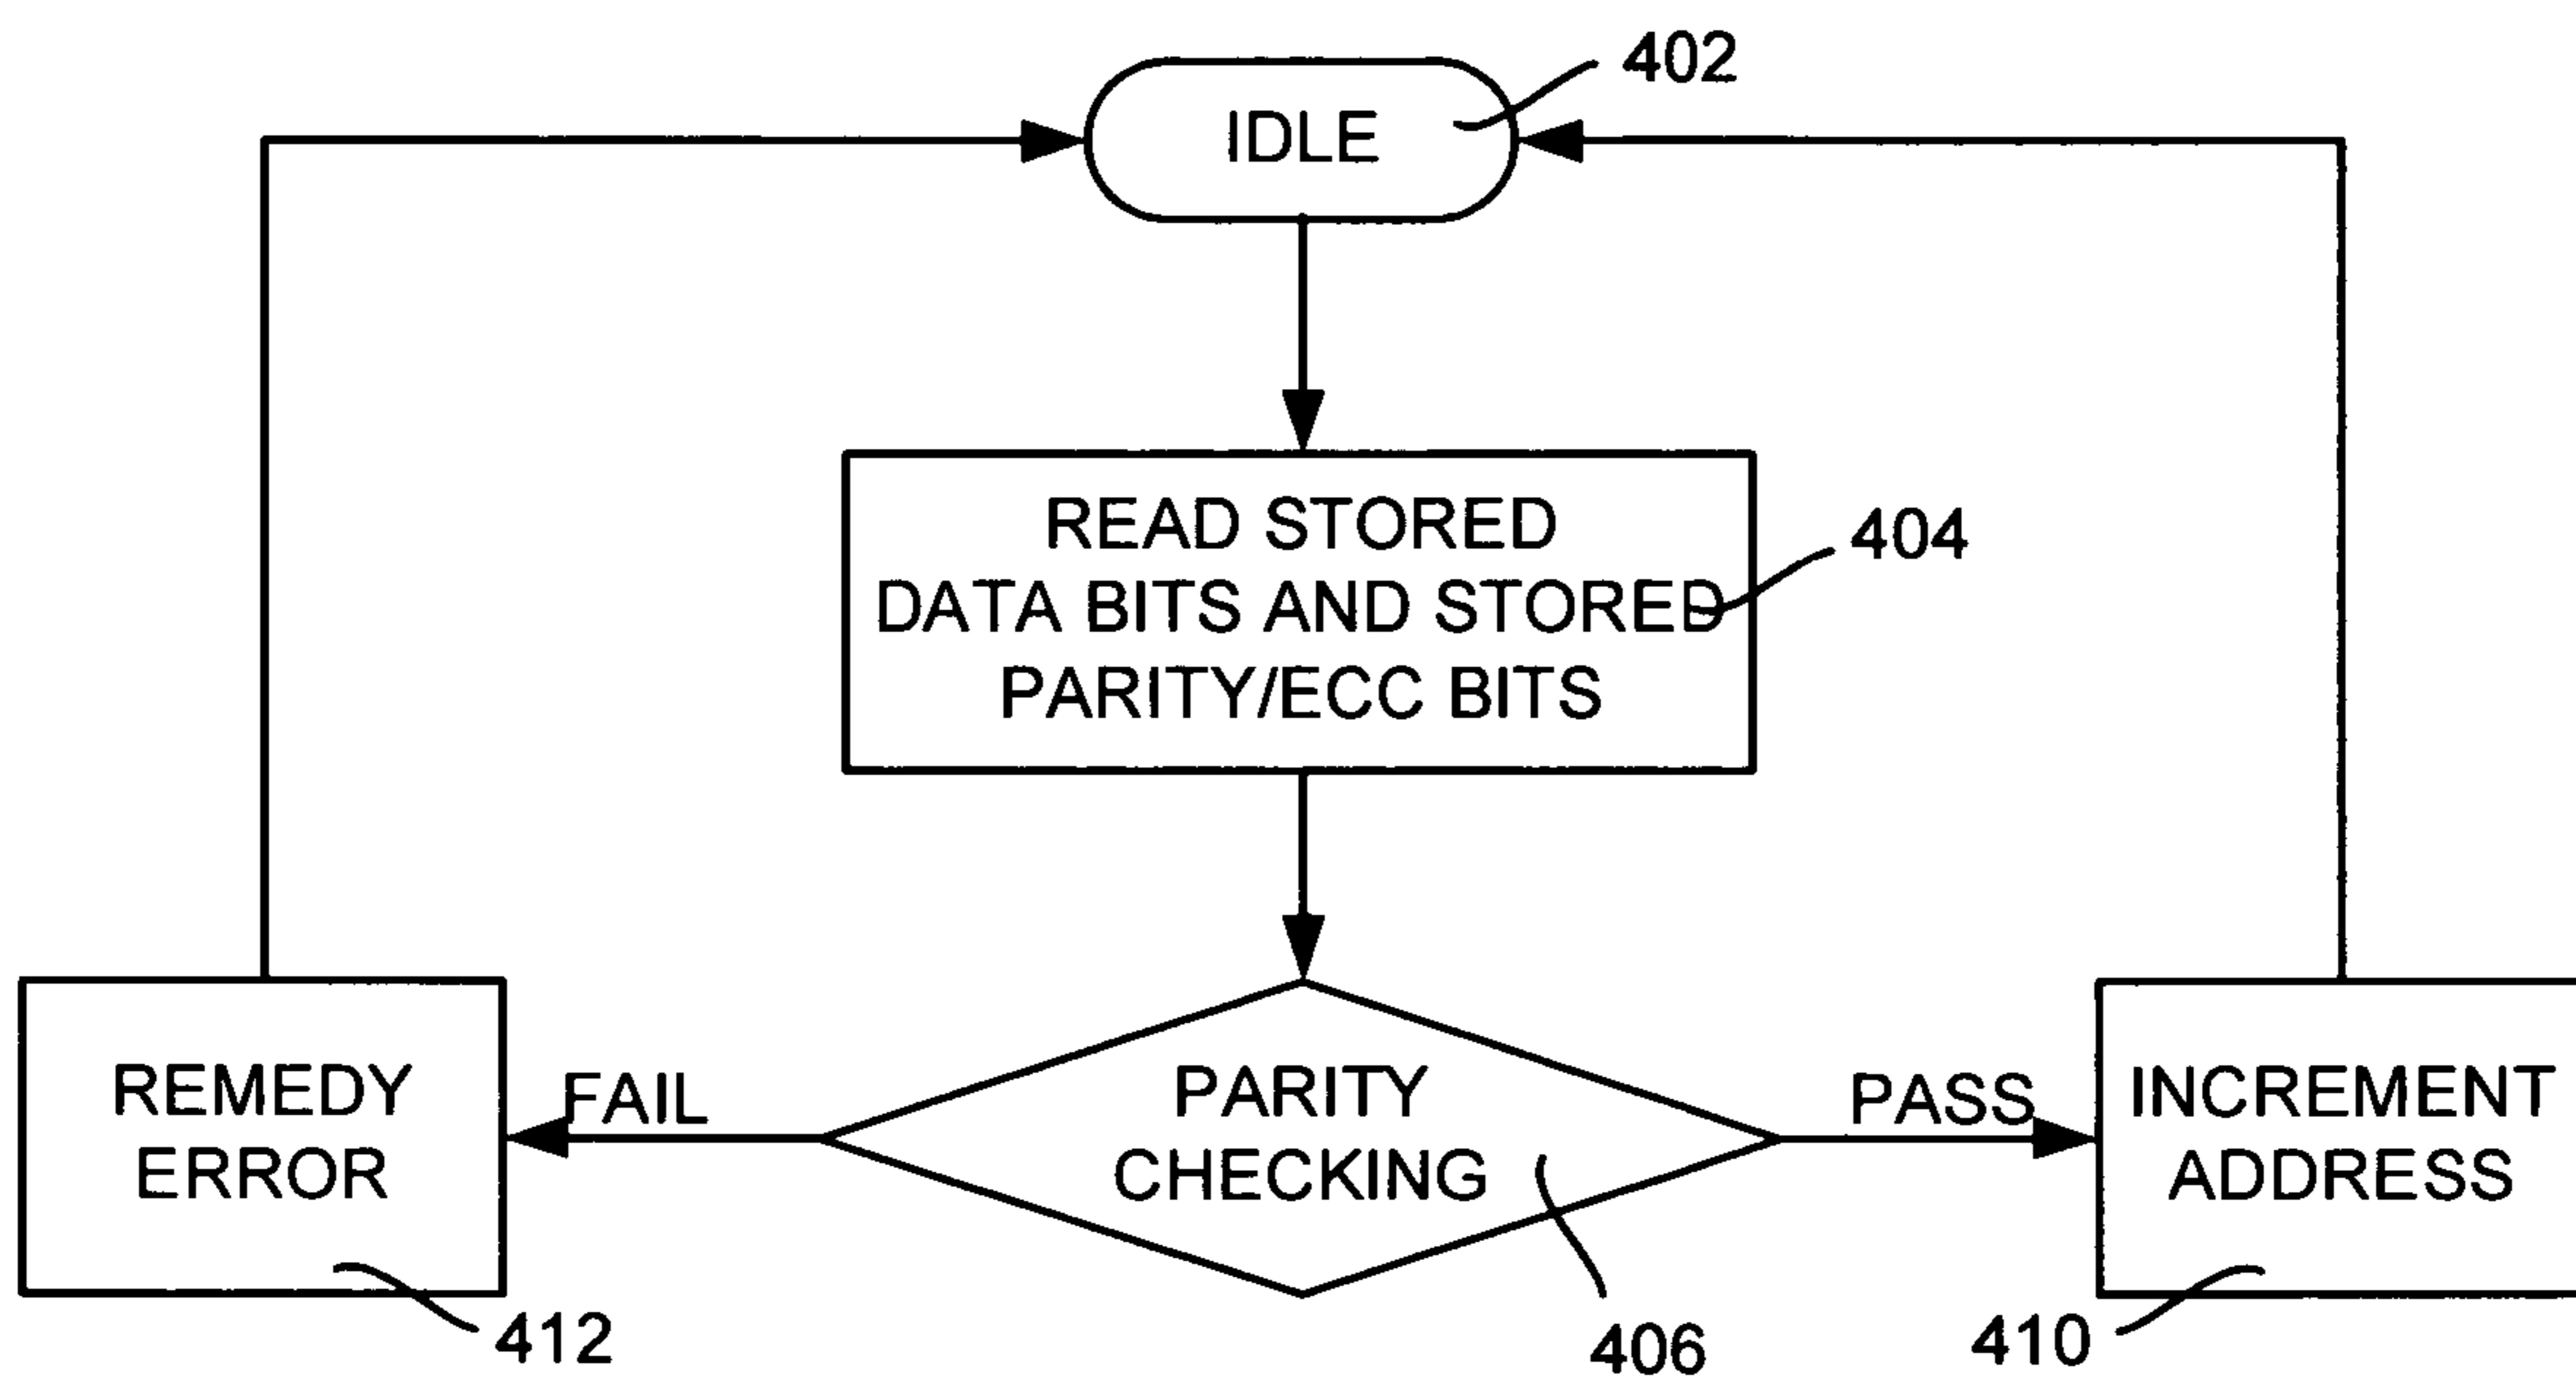 402
IDLE
READ STORED
DATA BITS AND STORED
PARITY/ECC BITS
404
REMEDY
ERROR
FAIL
PARITY
CHECKING
PASS
INCREMENT
ADDRESS
412
406
410